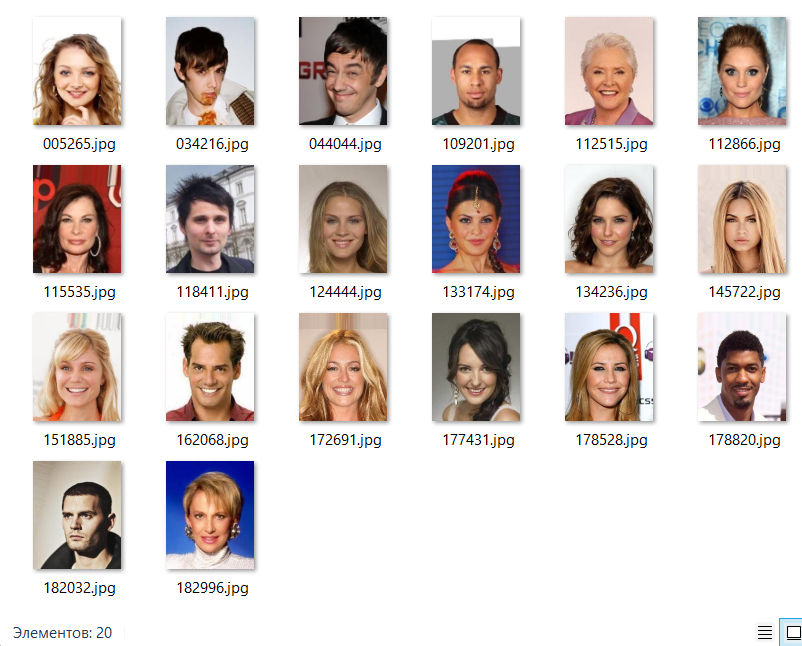 005265.jpg
034216.jpg
044044.jpg
109201.jpg
112515.jpg
112866.jpg
115535.jpg
118411.jpg
124444.jpg
133174.jpg
134236.jpg
145722.jpg
151885.jpg
162068.jpg
172691.jpg
177431.jpg
178528.jpg
178820.jpg
182032.jpg
182996.jpg
Элементов: 20